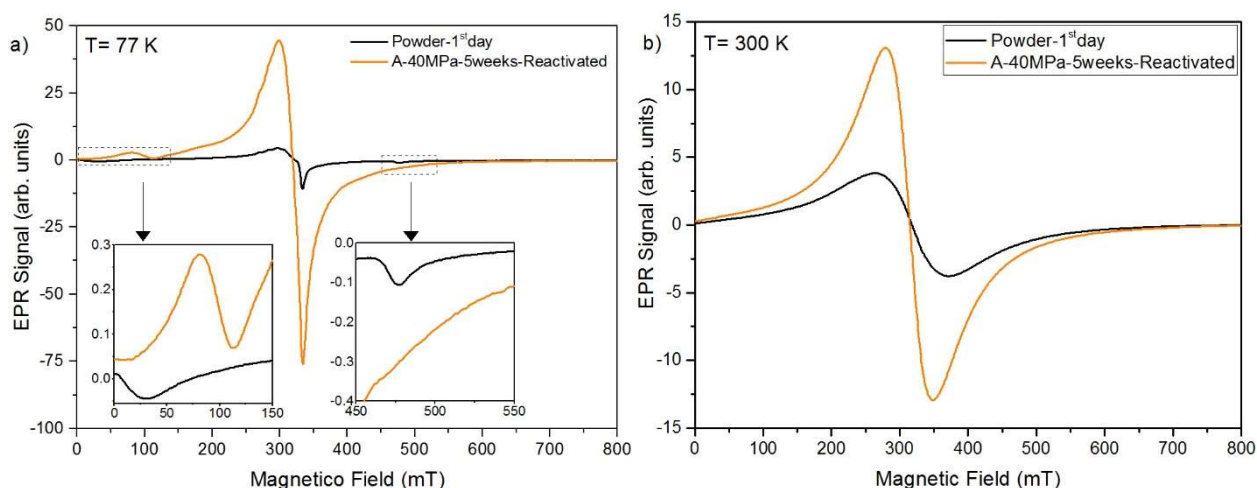 a)
T= 77 K
Powder-1stday
A-40MPa-5weeks-Reactivated
EPR Signal (arb. units)
50
25
0
-25
-50
-75
-100
0.3
0.2
0.1
0.0
0 50 100 150
0.0
-0.1
-0.2
-0.3
-0.4
450 500 550
0 100 200 300 400 500 600 700 800
Magnetico Field (mT)
b)
T= 300 K
Powder-1stday
A-40MPa-5weeks-Reactivated
EPR Signal (arb. units)
15
10
5
0
-5
-10
-15
0 100 200 300 400 500 600 700 800
Magnetic Field (mT)